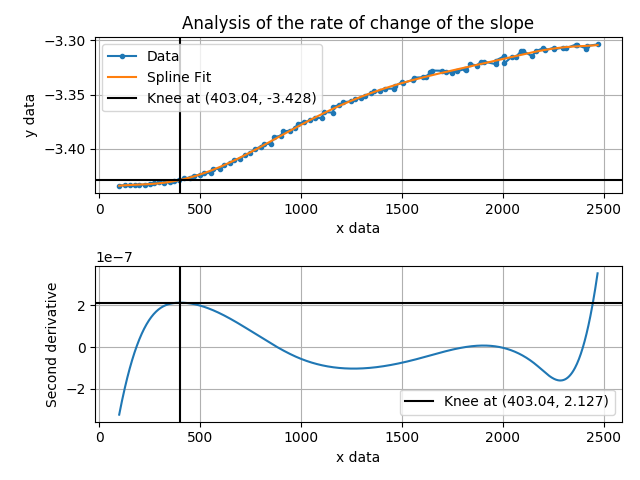 Analysis of the rate of change of the slope
−3.30
−3.35
−3.40
y data
Data
Spline Fit
Knee at (403.04, -3.428)
0 500 1000 1500 2000 2500
x data
1e−7
2
0
−2
Second derivative
Knee at (403.04, 2.127)
0 500 1000 1500 2000 2500
x data